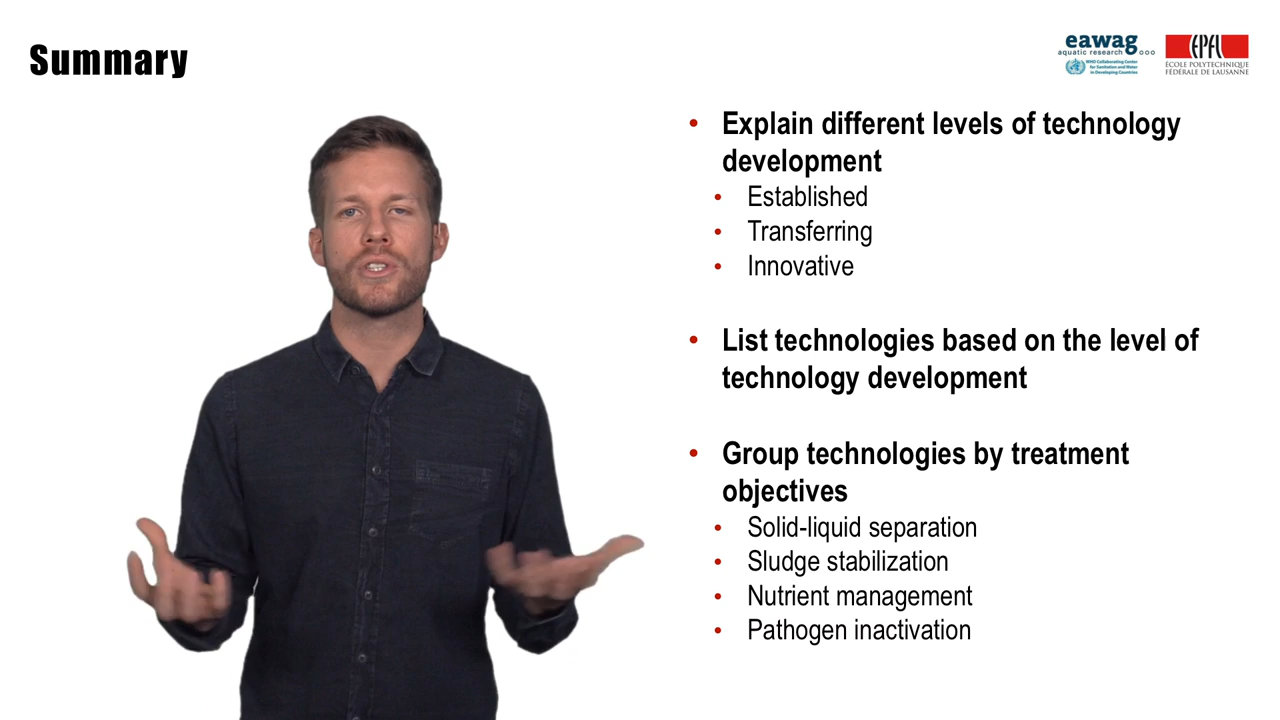 Summary
eawag
aquatic research
WHO Collaborating Center
for Sanitation and Water
in Developing Countries
EPFL
ÉCOLE POLYTECHNIQUE
FÉDÉRALE DE LAUSANNE
• Explain different levels of technology
development
• Established
• Transferring
• Innovative
• List technologies based on the level of
technology development
• Group technologies by treatment
objectives
• Solid-liquid separation
• Sludge stabilization
• Nutrient management
• Pathogen inactivation